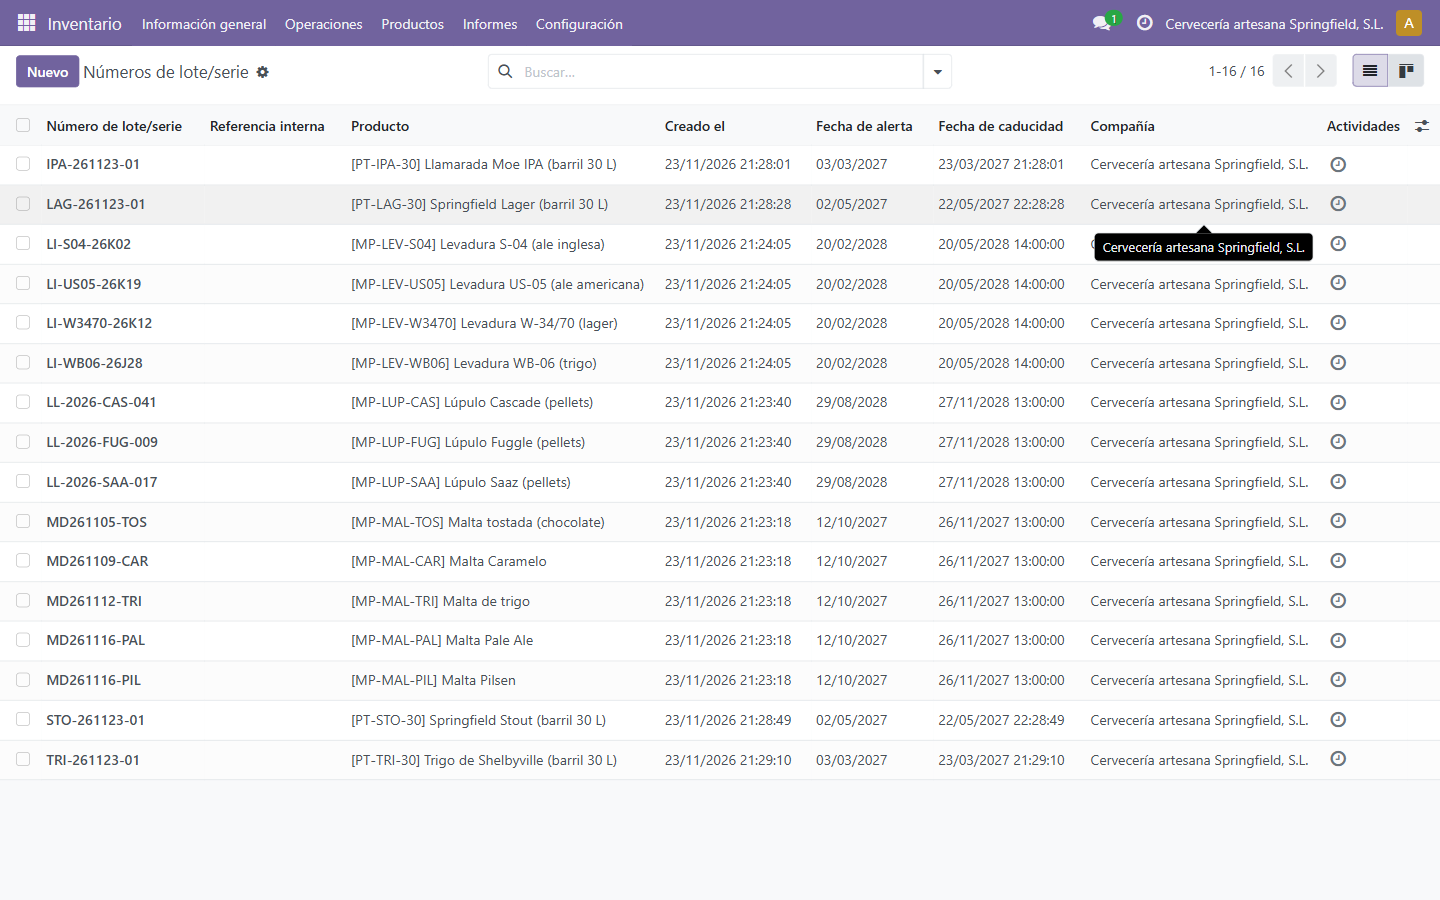 Inventario Información general Operaciones Productos Informes Configuración 1 Cervecería artesana Springfield, S.L. A
Nuevo Números de lote/serie Buscar... 1-16 / 16
Número de lote/serie Referencia interna Producto Creado el Fecha de alerta Fecha de caducidad Compañía Actividades
IPA-261123-01 [PT-IPA-30] Llamarada Moe IPA (barril 30 L) 23/11/2026 21:28:01 03/03/2027 23/03/2027 21:28:01 Cervecería artesana Springfield, S.L.
LAG-261123-01 [PT-LAG-30] Springfield Lager (barril 30 L) 23/11/2026 21:28:28 02/05/2027 22/05/2027 22:28:28 Cervecería artesana Springfield, S.L.
LI-S04-26K02 [MP-LEV-S04] Levadura S-04 (ale inglesa) 23/11/2026 21:24:05 20/02/2028 20/05/2028 14:00:00 Cervecería artesana Springfield, S.L.
LI-US05-26K19 [MP-LEV-US05] Levadura US-05 (ale americana) 23/11/2026 21:24:05 20/02/2028 20/05/2028 14:00:00 Cervecería artesana Springfield, S.L.
LI-W3470-26K12 [MP-LEV-W3470] Levadura W-34/70 (lager) 23/11/2026 21:24:05 20/02/2028 20/05/2028 14:00:00 Cervecería artesana Springfield, S.L.
LI-WB06-26J28 [MP-LEV-WB06] Levadura WB-06 (trigo) 23/11/2026 21:24:05 20/02/2028 20/05/2028 14:00:00 Cervecería artesana Springfield, S.L.
LL-2026-CAS-041 [MP-LUP-CAS] Lúpulo Cascade (pellets) 23/11/2026 21:23:40 29/08/2028 27/11/2028 13:00:00 Cervecería artesana Springfield, S.L.
LL-2026-FUG-009 [MP-LUP-FUG] Lúpulo Fuggle (pellets) 23/11/2026 21:23:40 29/08/2028 27/11/2028 13:00:00 Cervecería artesana Springfield, S.L.
LL-2026-SAA-017 [MP-LUP-SAA] Lúpulo Saaz (pellets) 23/11/2026 21:23:40 29/08/2028 27/11/2028 13:00:00 Cervecería artesana Springfield, S.L.
MD261105-TOS [MP-MAL-TOS] Malta tostada (chocolate) 23/11/2026 21:23:18 12/10/2027 26/11/2027 13:00:00 Cervecería artesana Springfield, S.L.
MD261109-CAR [MP-MAL-CAR] Malta Caramelo 23/11/2026 21:23:18 12/10/2027 26/11/2027 13:00:00 Cervecería artesana Springfield, S.L.
MD261112-TRI [MP-MAL-TRI] Malta de trigo 23/11/2026 21:23:18 12/10/2027 26/11/2027 13:00:00 Cervecería artesana Springfield, S.L.
MD261116-PAL [MP-MAL-PAL] Malta Pale Ale 23/11/2026 21:23:18 12/10/2027 26/11/2027 13:00:00 Cervecería artesana Springfield, S.L.
MD261116-PIL [MP-MAL-PIL] Malta Pilsen 23/11/2026 21:23:18 12/10/2027 26/11/2027 13:00:00 Cervecería artesana Springfield, S.L.
STO-261123-01 [PT-STO-30] Springfield Stout (barril 30 L) 23/11/2026 21:28:49 02/05/2027 22/05/2027 22:28:49 Cervecería artesana Springfield, S.L.
TRI-261123-01 [PT-TRI-30] Trigo de Shelbyville (barril 30 L) 23/11/2026 21:29:10 03/03/2027 23/03/2027 21:29:10 Cervecería artesana Springfield, S.L.